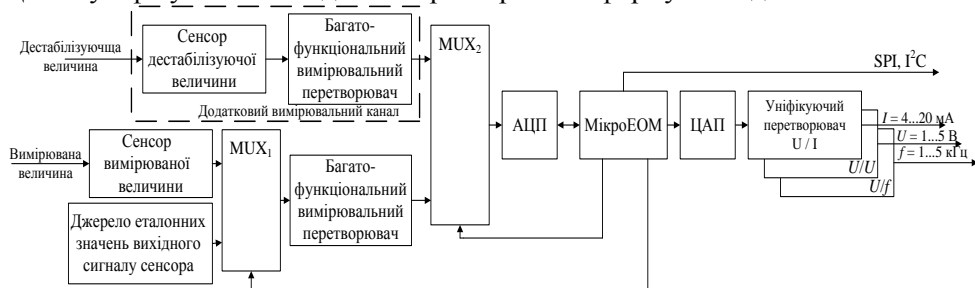 Дестабілізуючща
величина
Сенсор
дестабілізуючої
величини
Багато-
функціональний
вимірювальний
перетворювач
Додатковий вимірювальний канал
MUX2
SPI, I²C
АЦП
МікроЕОМ
ЦАП
Уніфікуючий
перетворювач
U / I
U/U
U/f
I = 4...20 мА
U = 1...5 В
f = 1...5 кГц
Вимірювана
величина
Сенсор
вимірюваної
величини
MUX1
Джерело еталонних
значень вихідного
сигналу сенсора
Багато-
функціональний
вимірювальний
перетворювач